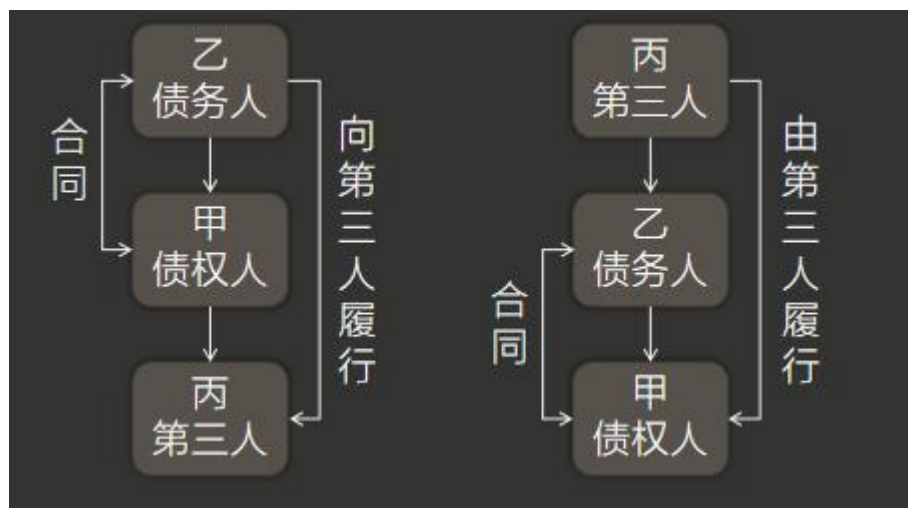 乙
债务人
合同
向第三人履行
甲
债权人
丙
第三人
丙
第三人
由第三人履行
乙
债务人
合同
甲
债权人